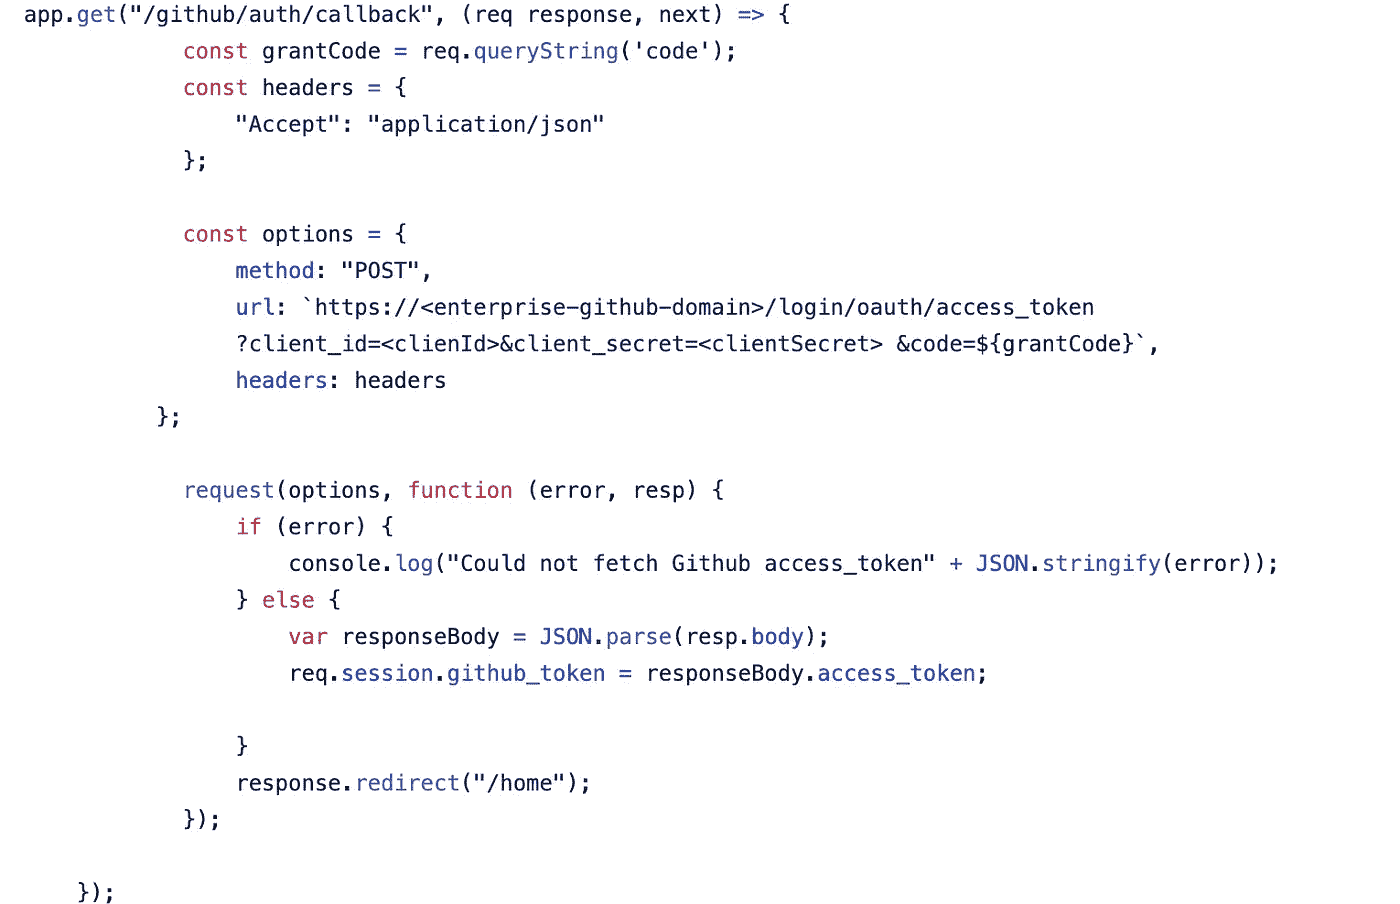 app.get("/github/auth/callback", (req response, next) => {
const grantCode = req.queryString('code');
const headers = {
"Accept": "application/json"
};
const options = {
method: "POST",
url: `https://<enterprise-github-domain>/login/oauth/access_token
?client_id=<clienId>&client_secret=<clientSecret> &code=${grantCode}`,
headers: headers
};
request(options, function (error, resp) {
if (error) {
console.log("Could not fetch Github access_token" + JSON.stringify(error));
} else {
var responseBody = JSON.parse(resp.body);
req.session.github_token = responseBody.access_token;
}
response.redirect("/home");
});
});